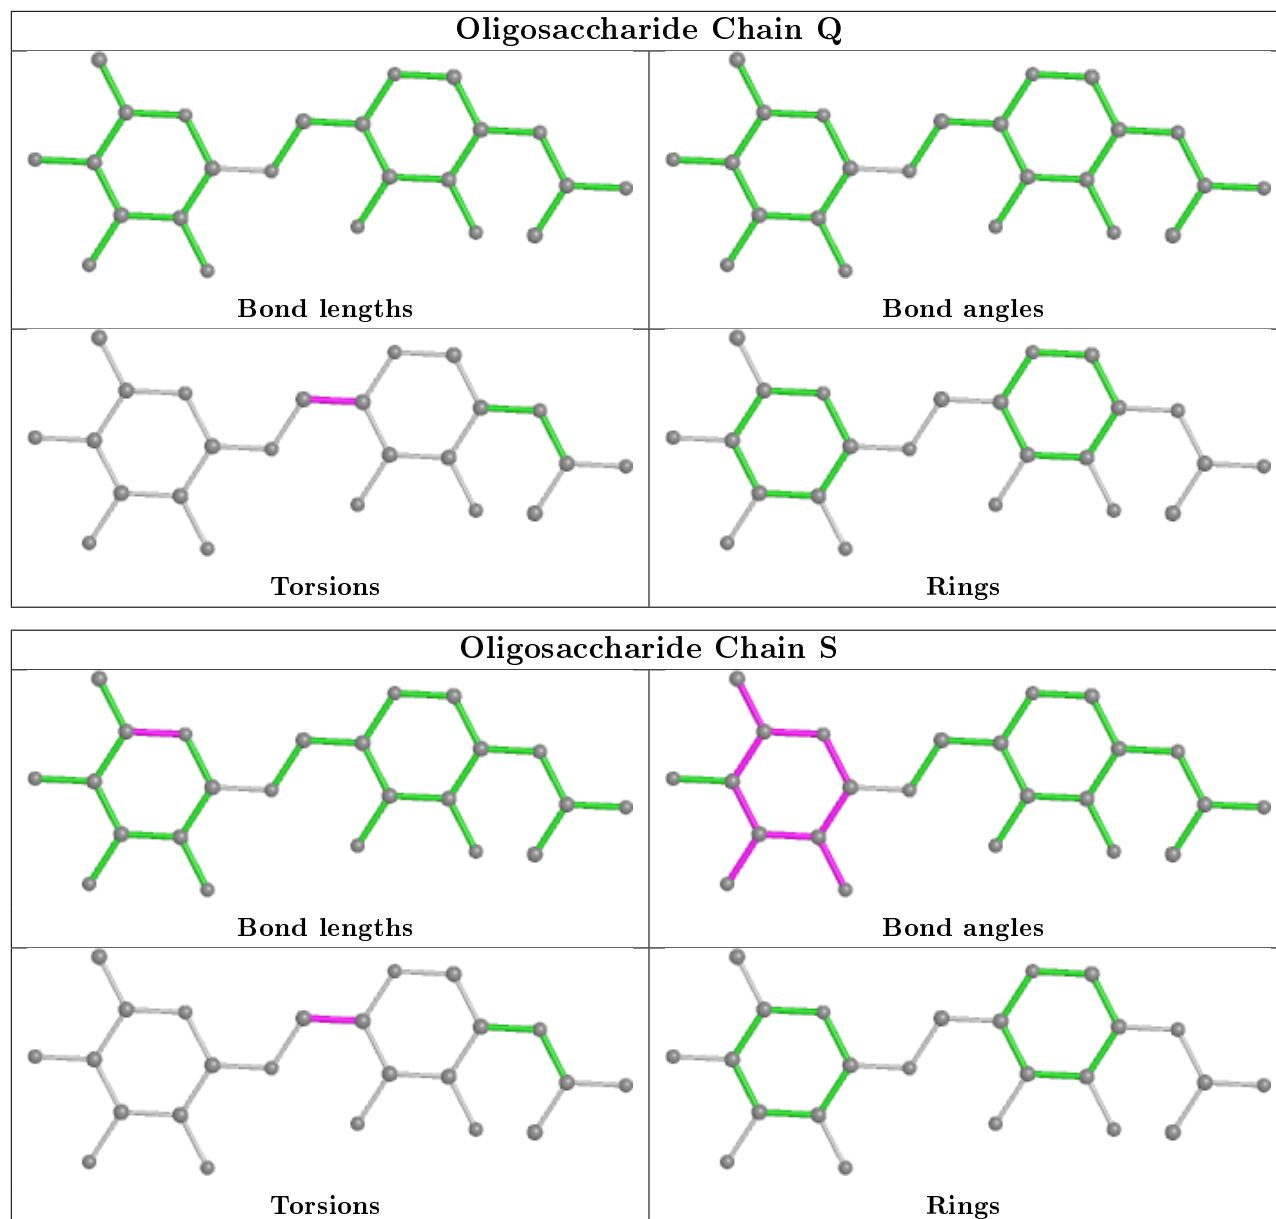 Oligosaccharide Chain Q
Bond lengths
Bond angles
Torsions
Rings
Oligosaccharide Chain S
Bond lengths
Bond angles
Torsions
Rings